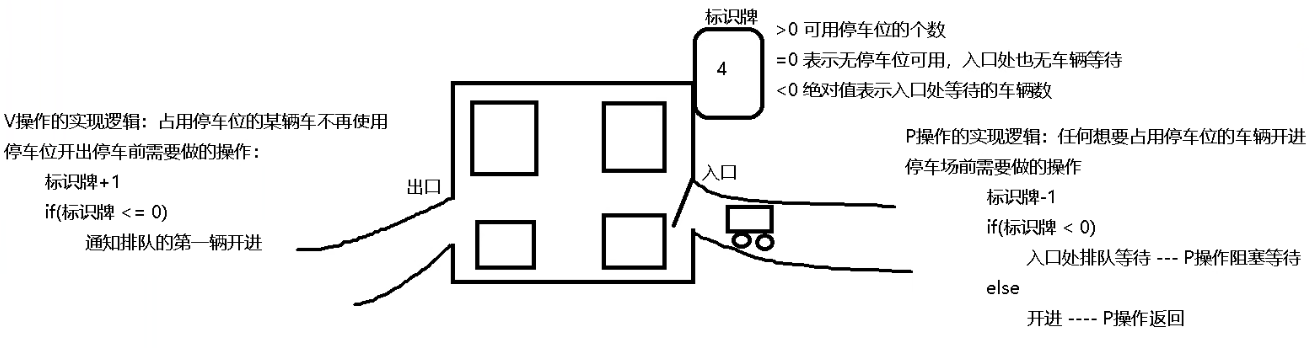 标识牌
>0 可用停车位的个数
=0 表示无停车位可用，入口处也无车辆等待
<0 绝对值表示入口处等待的车辆数
4
V操作的实现逻辑：占用停车位的某辆车不再使用
停车位开出停车前需要做的操作：
标识牌+1
if(标识牌 <= 0)
通知排队的第一辆开进
出口
入口
P操作的实现逻辑：任何想要占用停车位的车辆开进
停车场前需要做的操作
标识牌-1
if(标识牌 < 0)
入口处排队等待 --- P操作阻塞等待
else
开进 ---- P操作返回